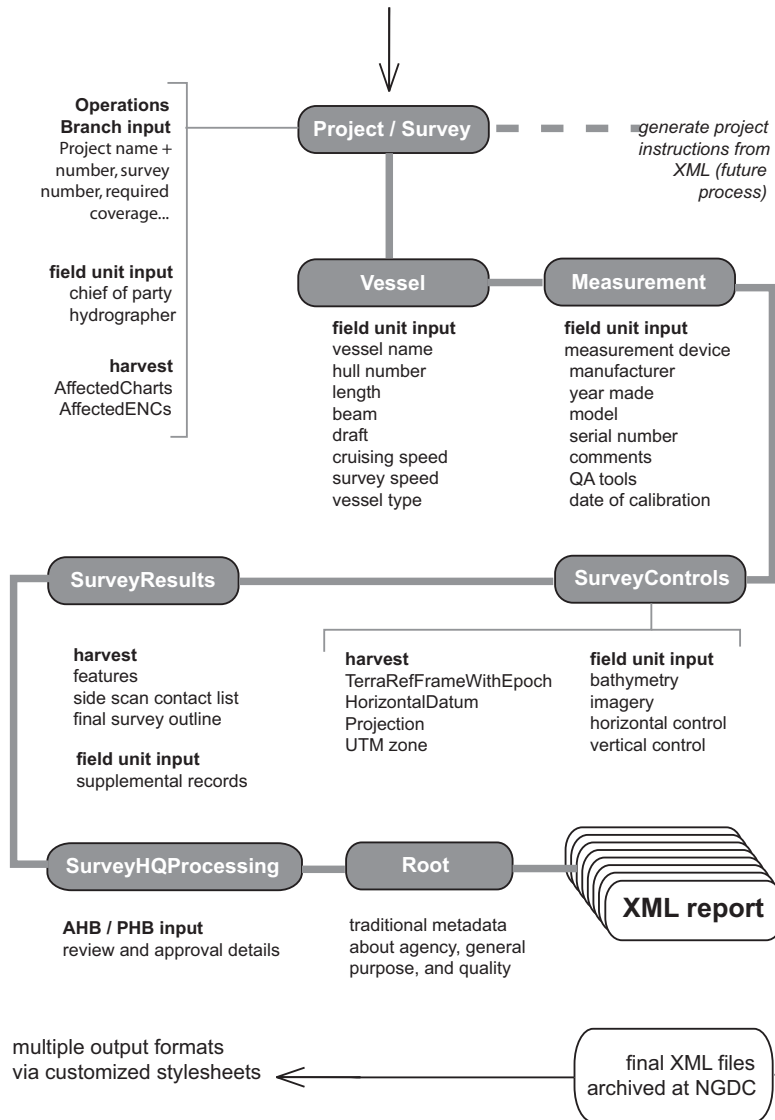 Operations
Branch input
Project name +
number, survey
number, required
coverage...
field unit input
chief of party
hydrographer
harvest
AffectedCharts
AffectedENCs
Project / Survey
generate project
instructions from
XML (future
process)
Vessel
field unit input
vessel name
hull number
length
beam
draft
cruising speed
survey speed
vessel type
Measurement
field unit input
measurement device
manufacturer
year made
model
serial number
comments
QA tools
date of calibration
SurveyControls
harvest
TerraRefFrameWithEpoch
HorizontalDatum
Projection
UTM zone
field unit input
bathymetry
imagery
horizontal control
vertical control
SurveyResults
harvest
features
side scan contact list
final survey outline
field unit input
supplemental records
SurveyHQProcessing
AHB / PHB input
review and approval details
Root
traditional metadata
about agency, general
purpose, and quality
XML report
final XML files
archived at NGDC
multiple output formats
via customized stylesheets